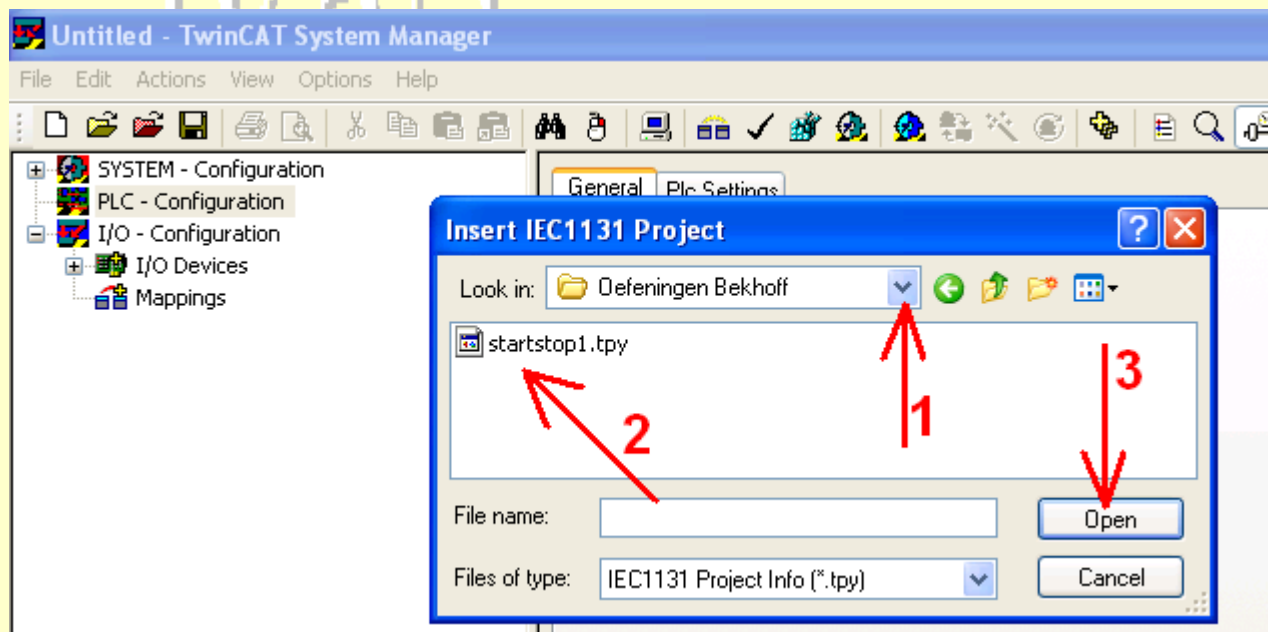 Untitled - TwinCAT System Manager
File Edit Actions View Options Help
SYSTEM - Configuration
PLC - Configuration
I/O - Configuration
I/O Devices
Mappings
General Plc Settings
Insert IEC1131 Project
Look in: Oefeningen Bekhoff
startstop1.tpy
1
2
3
File name:
Open
Files of type: IEC1131 Project Info (*.tpy)
Cancel